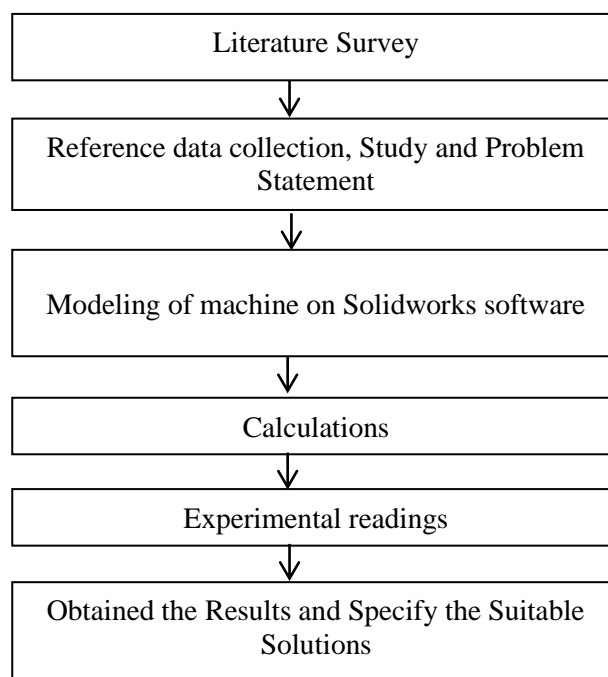 Literature Survey
Reference data collection, Study and Problem
Statement
Modeling of machine on Solidworks software
Calculations
Experimental readings
Obtained the Results and Specify the Suitable
Solutions